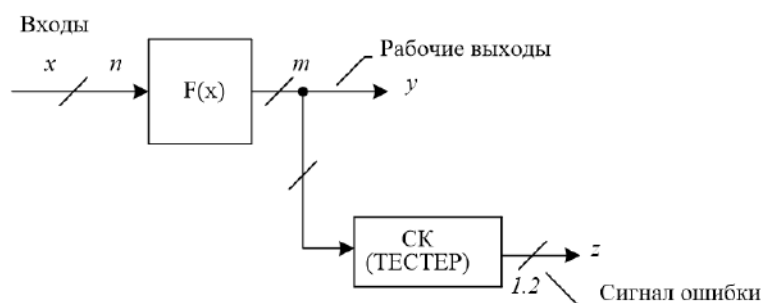 Входы
x
n
F(x)
m
Рабочие выходы
y
СК
(ТЕСТЕР)
z
1.2
Сигнал ошибки